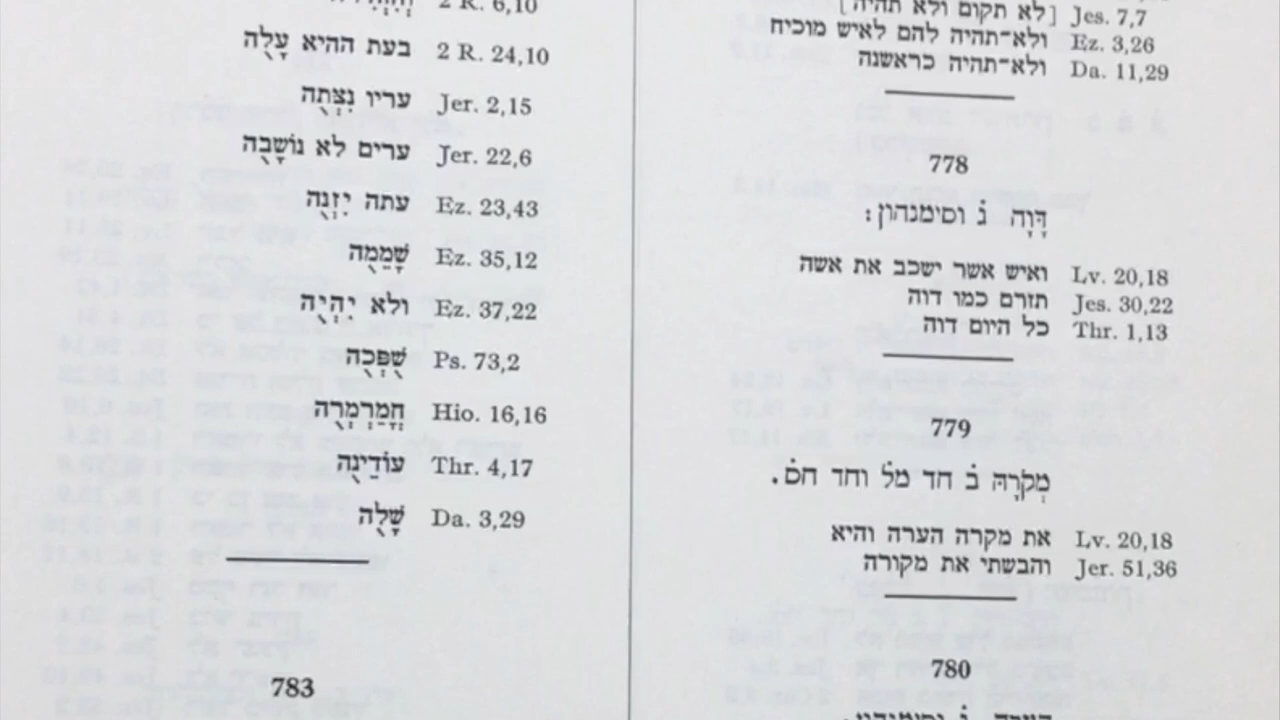 2 R. 6,10
בעת ההיא עָלֻה 2 R. 24,10
עריו נִצְּתֻה Jer. 2,15
ערים לא נוֹשָׁבֻה Jer. 22,6
עתה יִזְנֻה Ez. 23,43
שָׁמֵמֻה Ez. 35,12
ולא יִהְיֻה Ez. 37,22
שֻׁפְּכֻה Ps. 73,2
חֳמַרְמְרֻה Hio. 16,16
עוֹדֵינֻה Thr. 4,17
שָׁלֻה Da. 3,29
783
[לא תקום ולא תהיה] Jes. 7,7
ולא־תהיה להם לאיש מוכיח Ez. 3,26
ולא־תהיה כראשנה Da. 11,29
778
דָּוָה גׄ וסימנהון:
ואיש אשר ישכב את אשה Lv. 20,18
תזרם כמו דוה Jes. 30,22
כל היום דוה Thr. 1,13
779
מְקֹרָהּ בׄ חד מלׄ וחד חסׄ.
את מקרה הערה והיא Lv. 20,18
והבשתי את מקורה Jer. 51,36
780